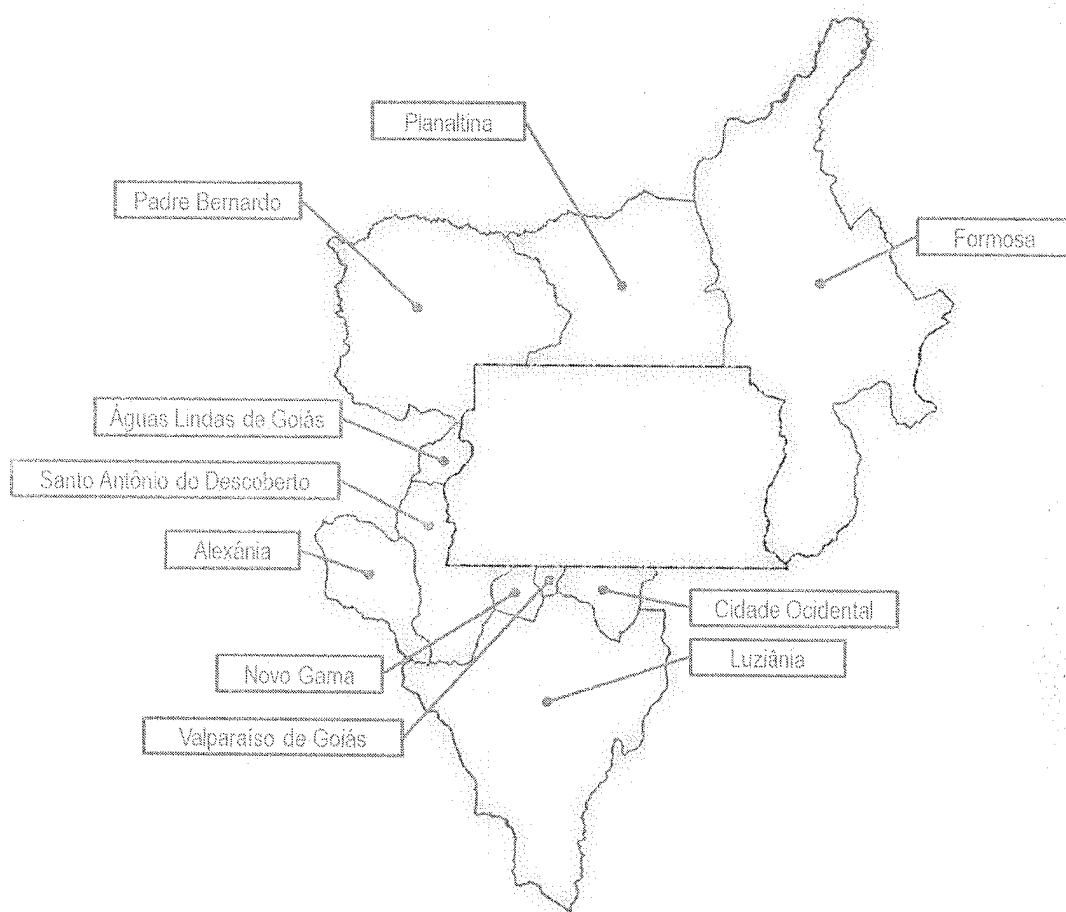 Planaltina
Padre Bernardo
Formosa
Águas Lindas de Goiás
Santo Antônio do Descoberto
Alexânia
Cidade Ocidental
Luziânia
Novo Gama
Valparaíso de Goiás